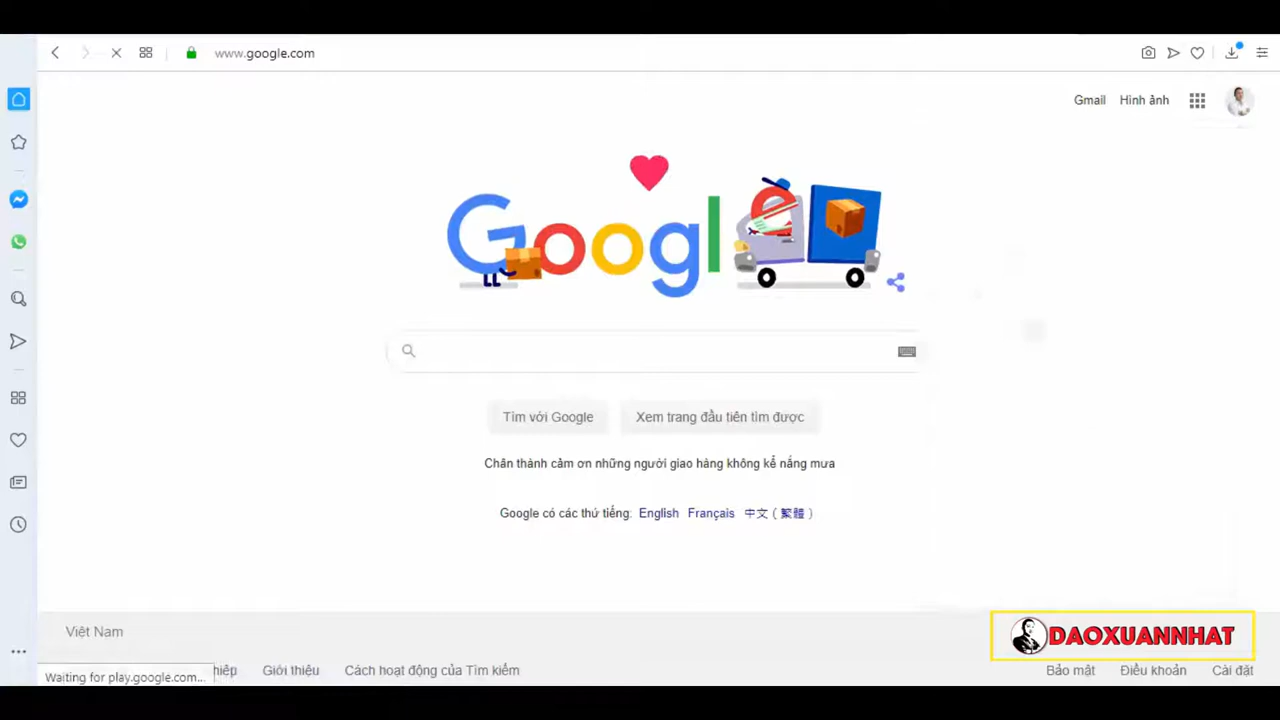 www.google.com
Gmail Hình ảnh
Google
Tìm với Google Xem trang đầu tiên tìm được
Chân thành cảm ơn những người giao hàng không kể nắng mưa
Google có các thứ tiếng: English Français 中文 ( 繁體 )
Việt Nam
DAOXUANNHAT
Waiting for play.google.com... Giới thiệu Cách hoạt động của Tìm kiếm Bảo mật Điều khoản Cài đặt